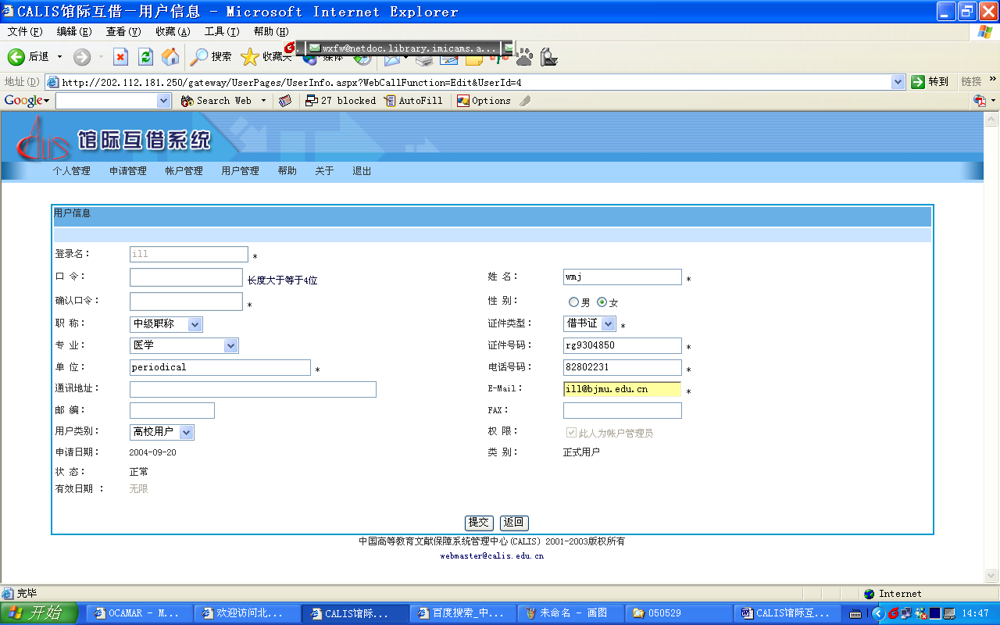 CALIS馆际互借－用户信息 - Microsoft Internet Explorer
文件(F) 编辑(E) 查看(V) 收藏(A) 工具(T) 帮助(H)
wxfw@netdoc.library.imicams.a...
后退 搜索 收藏夹 媒体
地址(D) http://202.112.181.250/gateway/UserPages/UserInfo.aspx?WebCallFunction=Edit&UserId=4 转到 链接 »
Google Search Web 27 blocked AutoFill Options
馆际互借系统
个人管理 申请管理 帐户管理 用户管理 帮助 关于 退出
用户信息
登录名： ill *
口 令： 长度大于等于4位 姓 名： wmj *
确认口令： * 性 别： 男 女
职 称： 中级职称 证件类型： 借书证 *
专 业： 医学 证件号码： rg9304850 *
单 位： periodical * 电话号码： 82802231 *
通讯地址： E-Mail： ill@bjmu.edu.cn *
邮 编： FAX：
用户类别： 高校用户 权 限： 此人为帐户管理员
申请日期： 2004-09-20 类 别： 正式用户
状 态： 正常
有效日期 ： 无限
提交 返回
中国高等教育文献保障系统管理中心(CALIS) 2001-2003版权所有
webmaster@calis.edu.cn
完毕 Internet
开始 OCAMAR - M... 欢迎访问北... CALIS馆际... 百度搜索_中... 未命名 - 画图 050529 CALIS馆际互... 14:47